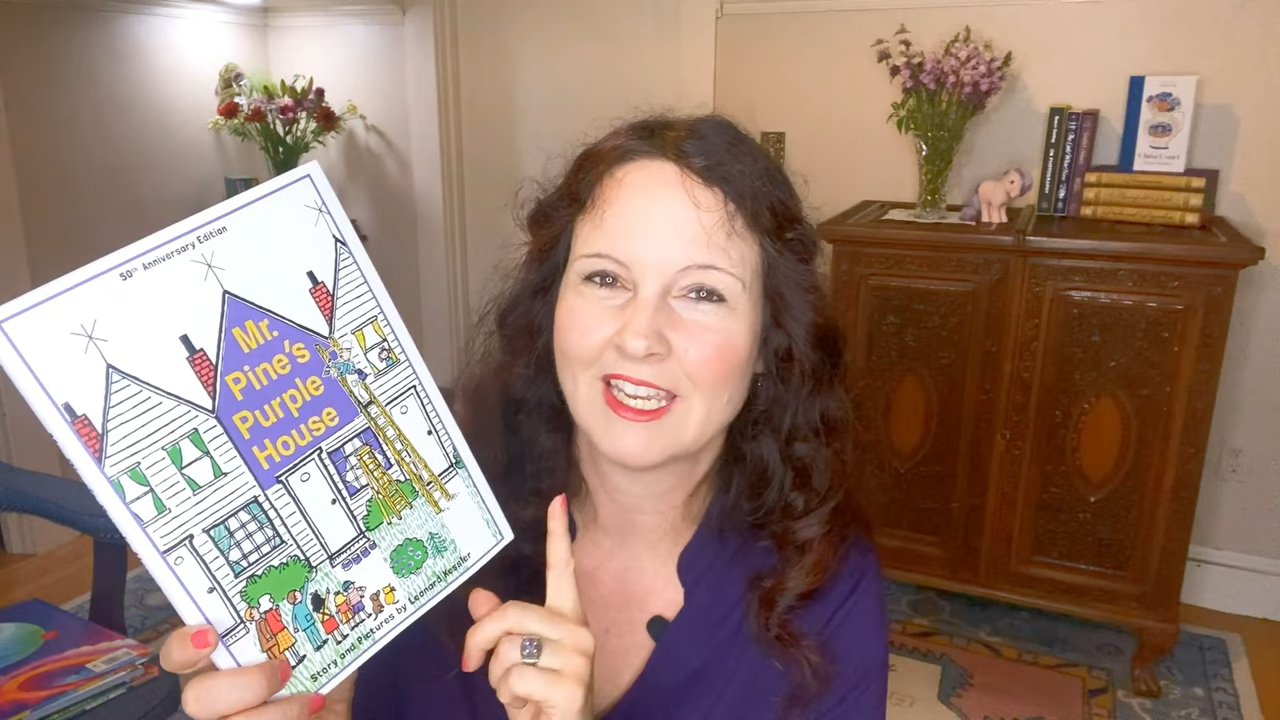 50th Anniversary Edition
Mr.
Pine's
Purple
House
Story and Pictures by Leonard Kessler